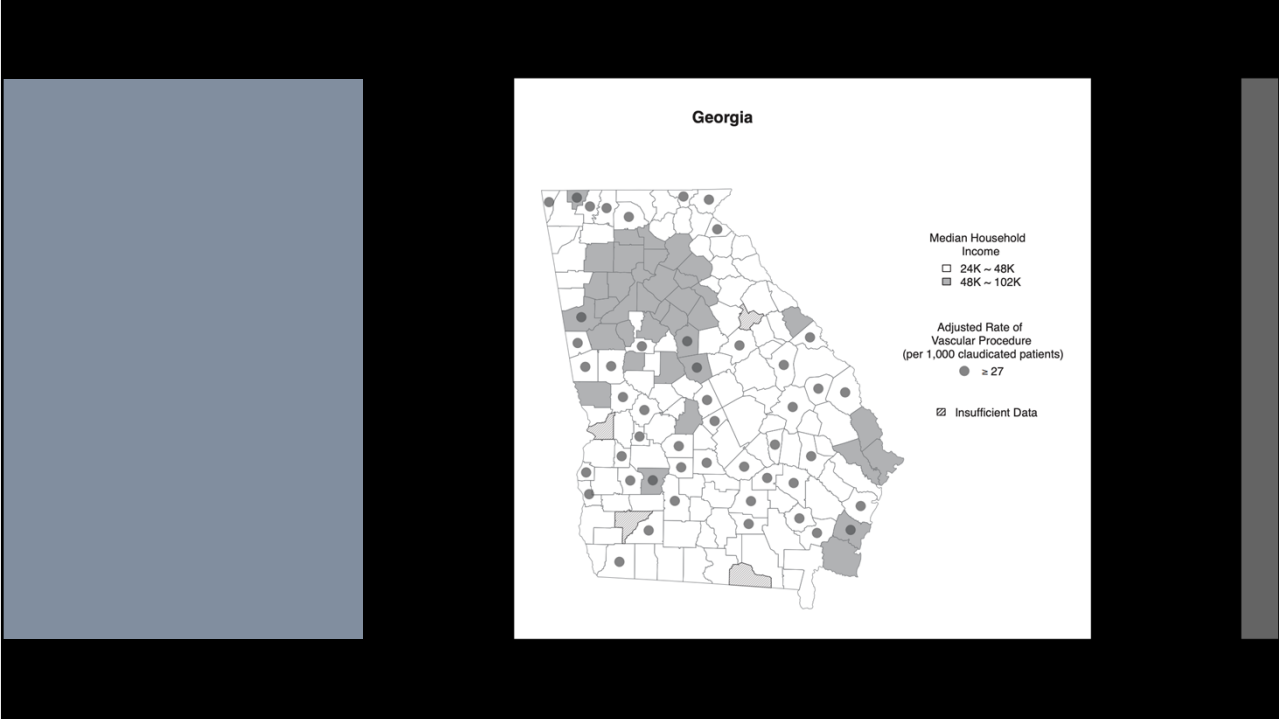 Georgia
Median Household
Income
24K ~ 48K
48K ~ 102K
Adjusted Rate of
Vascular Procedure
(per 1,000 claudicated patients)
≥ 27
Insufficient Data